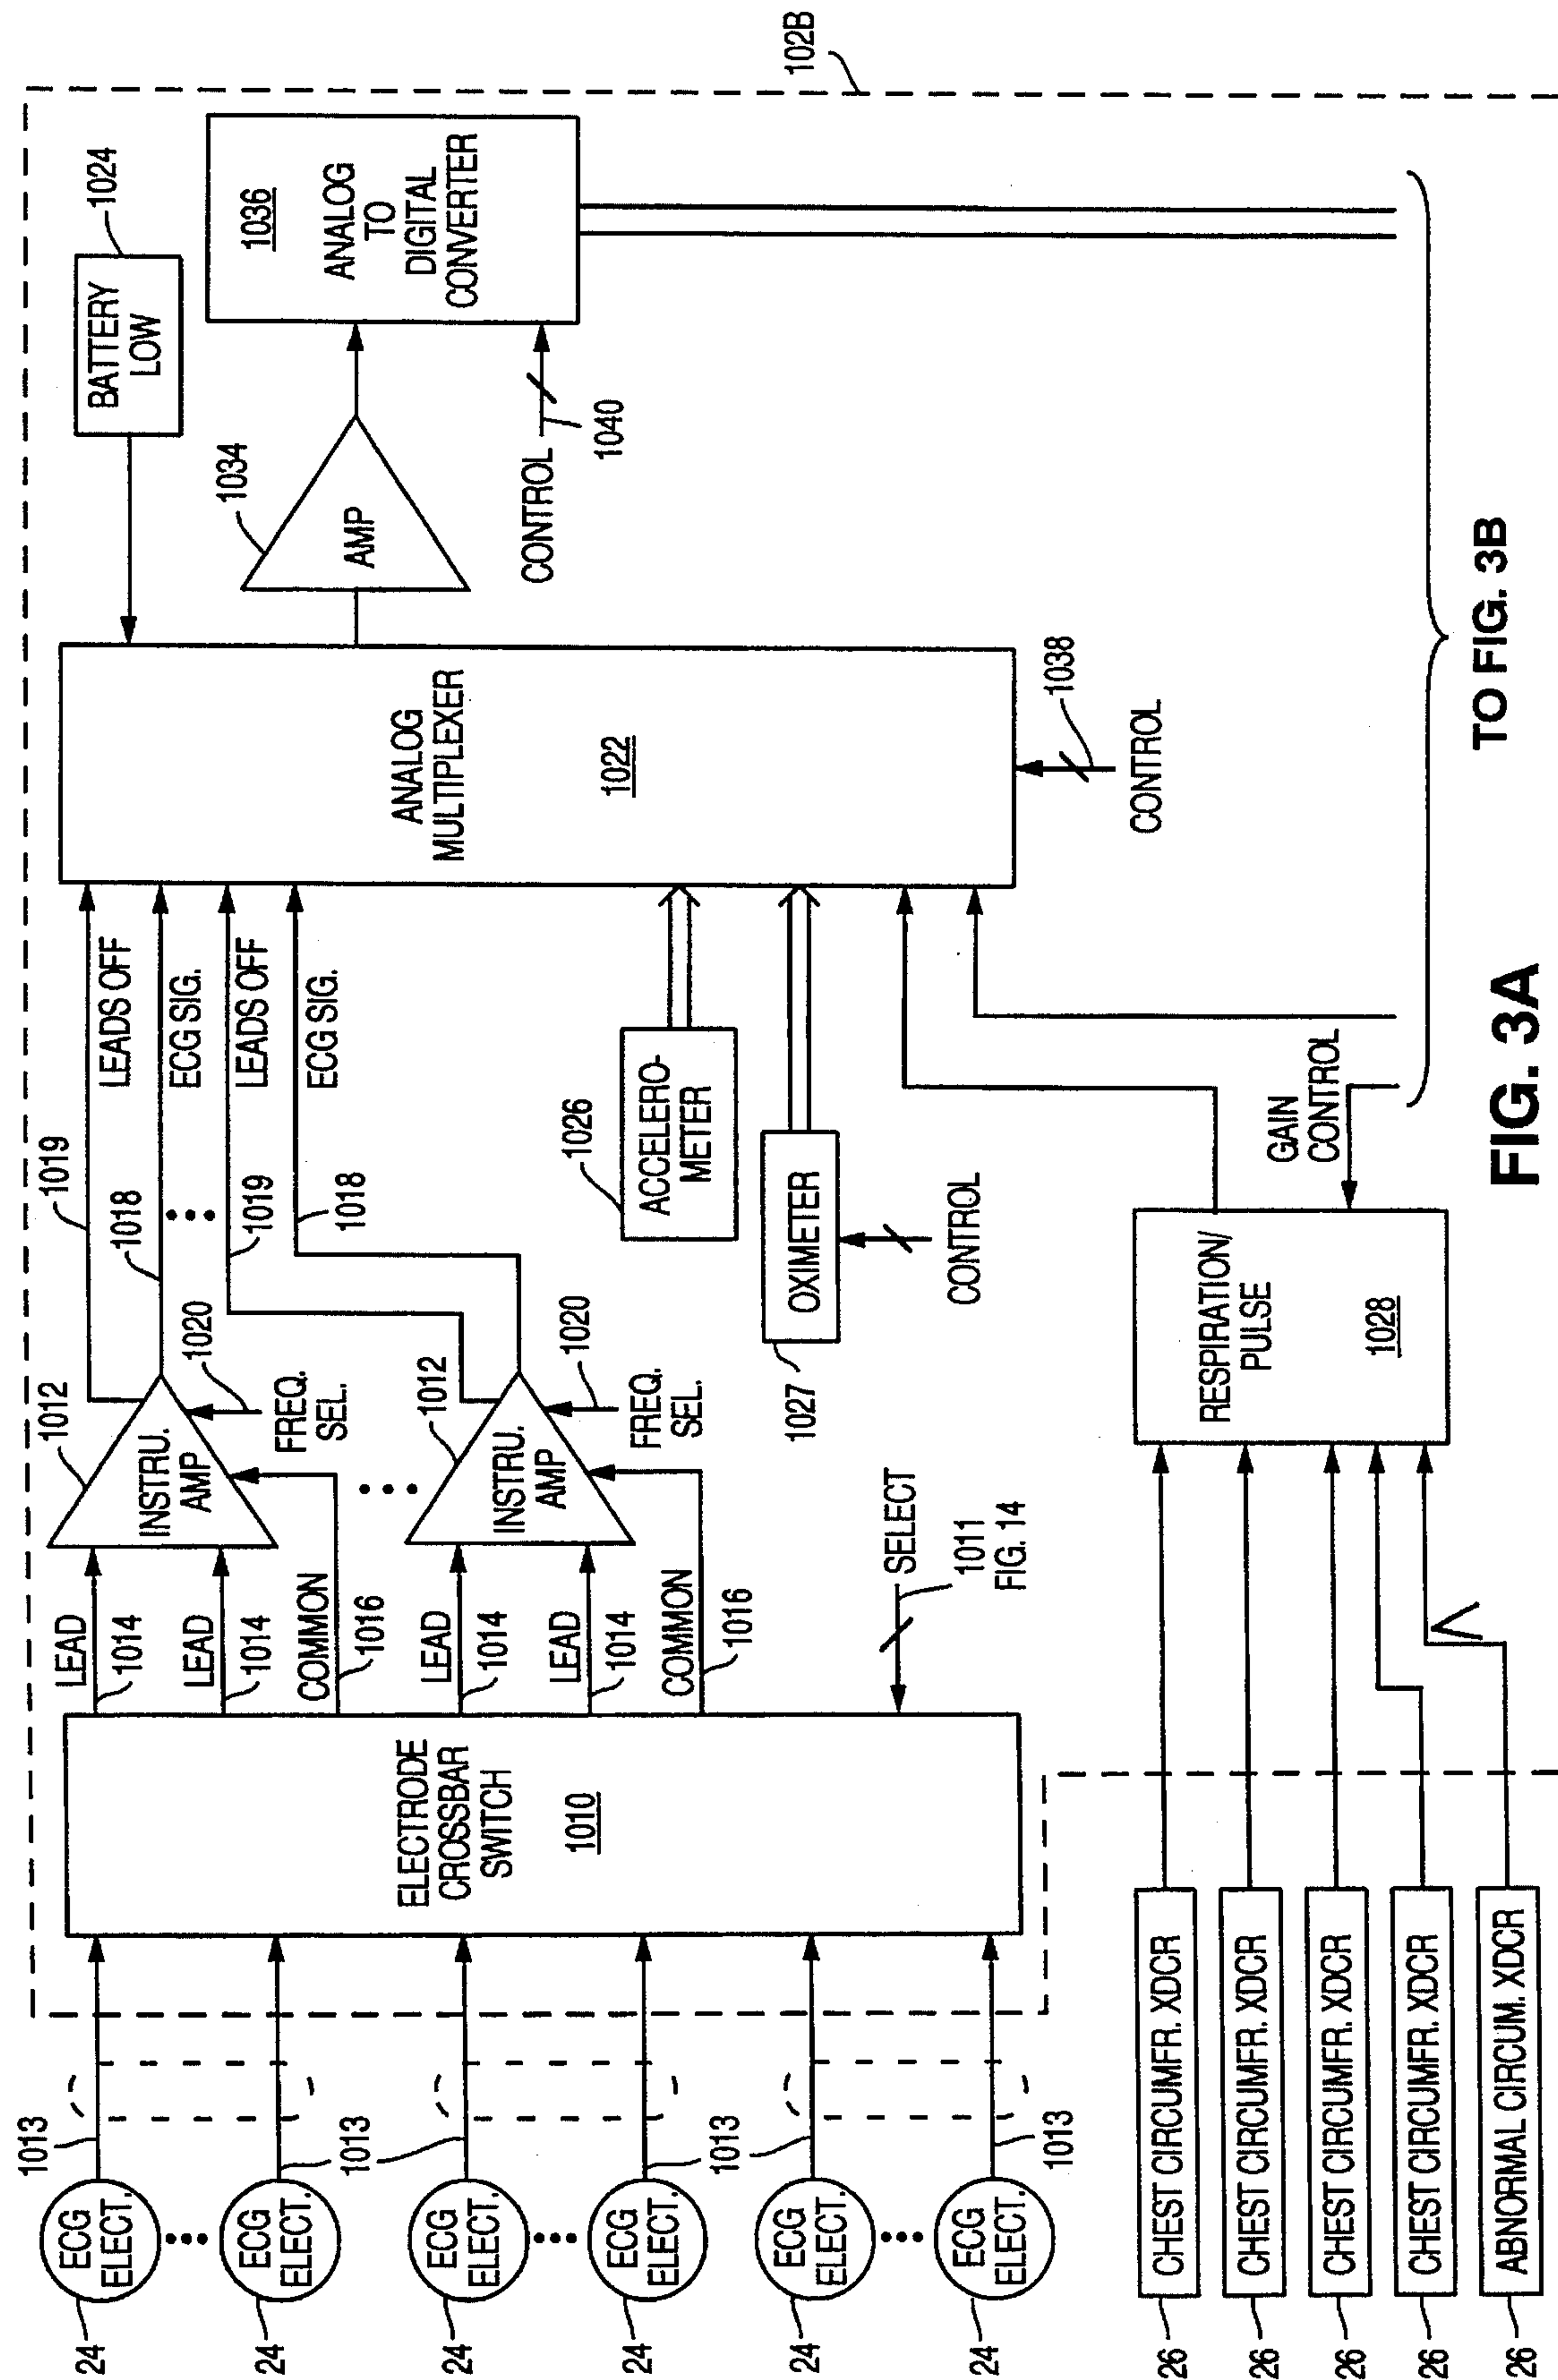 24
ECG
ELECT.
1013
24
ECG
ELECT.
1013
24
ECG
ELECT.
24
ECG
ELECT.
1013
24
ECG
ELECT.
24
ECG
ELECT.
1013
ELECTRODE
CROSSBAR
SWITCH
1010
LEAD
1014
LEAD
1014
COMMON
1016
LEAD
1014
LEAD
1014
COMMON
1016
SELECT
1011
FIG. 14
1012
INSTRU.
AMP
1020
FREQ.
SEL.
1012
INSTRU.
AMP
1020
FREQ.
SEL.
1019
LEADS OFF
1018
ECG SIG.
1019
LEADS OFF
1018
ECG SIG.
1026
ACCELERO-
METER
1027
OXIMETER
CONTROL
ANALOG
MULTIPLEXER
1022
1038
CONTROL
BATTERY
LOW
1024
1034
AMP
CONTROL
1040
1036
ANALOG
TO
DIGITAL
CONVERTER
102B
26
CHEST CIRCUMFR. XDCR
26
CHEST CIRCUMFR. XDCR
26
CHEST CIRCUMFR. XDCR
26
CHEST CIRCUMFR. XDCR
26
ABNORMAL CIRCUM. XDCR
RESPIRATION/
PULSE
1028
GAIN
CONTROL
TO FIG. 3B
FIG. 3A